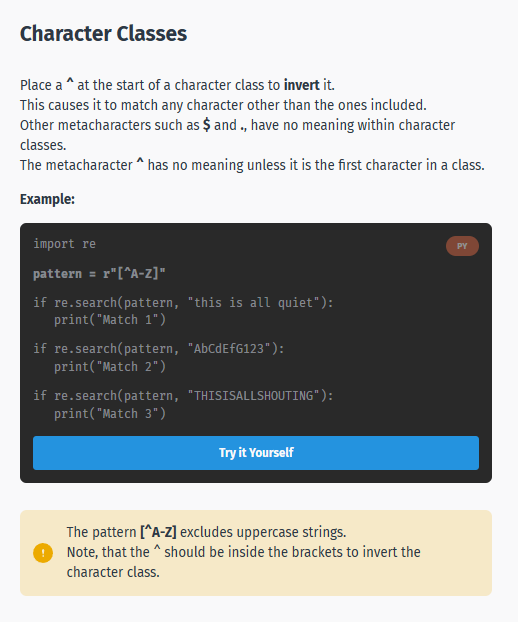 Character Classes
Place a ^ at the start of a character class to invert it.
This causes it to match any character other than the ones included.
Other metacharacters such as $ and ., have no meaning within character
classes.
The metacharacter ^ has no meaning unless it is the first character in a class.
Example:
import re
PY
pattern = r"[^A-Z]"
if re.search(pattern, "this is all quiet"):
   print("Match 1")
if re.search(pattern, "AbCdEfG123"):
   print("Match 2")
if re.search(pattern, "THISISALLSHOUTING"):
   print("Match 3")
Try it Yourself
!
The pattern [^A-Z] excludes uppercase strings.
Note, that the ^ should be inside the brackets to invert the
character class.